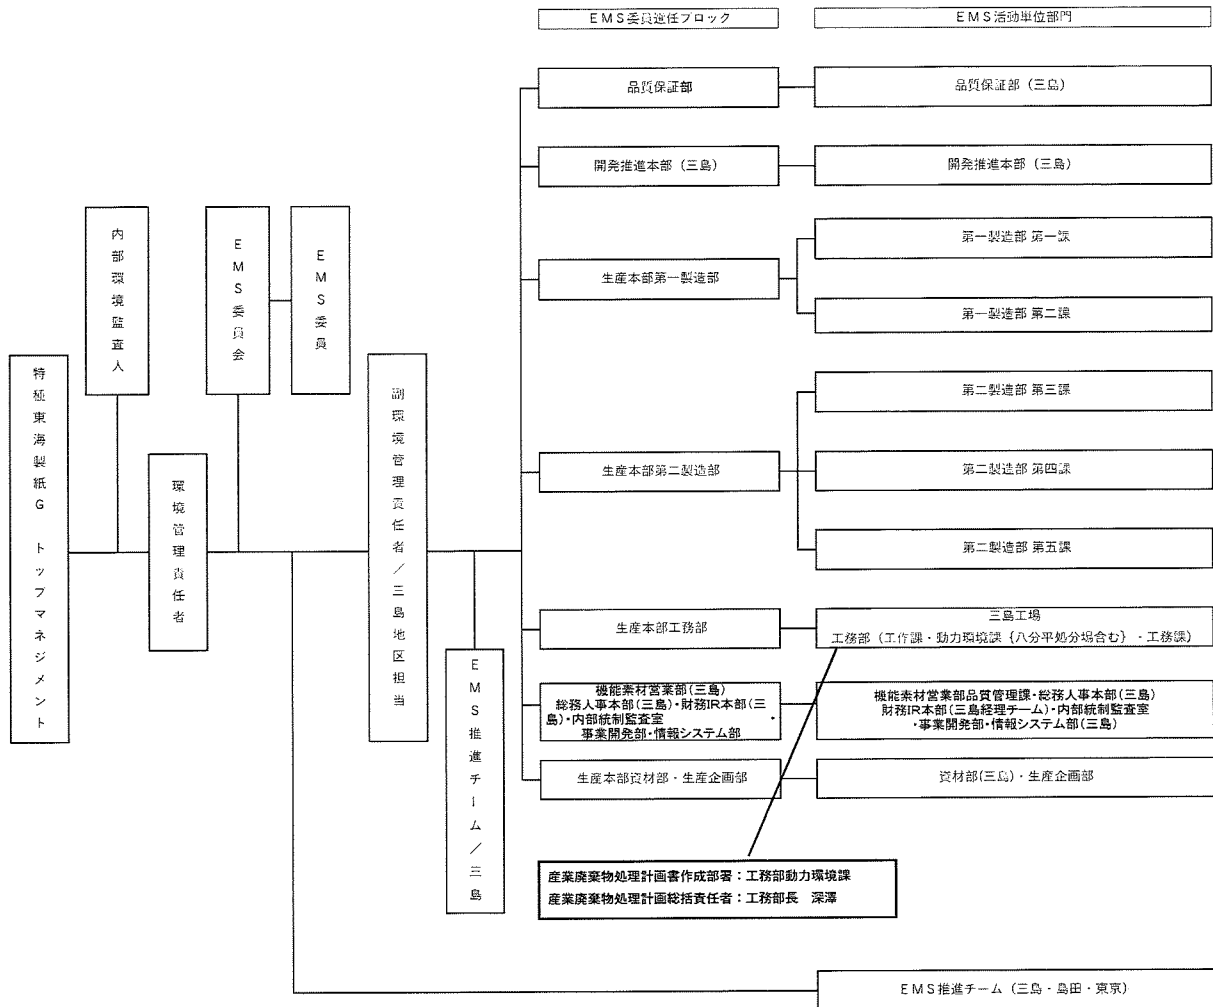 EMS委員選任ブロック
EMS活動単位部門
品質保証部
品質保証部（三島）
開発推進本部（三島）
開発推進本部（三島）
生産本部第一製造部
第一製造部 第一課
第一製造部 第二課
生産本部第二製造部
第二製造部 第三課
第二製造部 第四課
第二製造部 第五課
生産本部工務部
三島工場
工務部（工作課・動力環境課｛八分平処分場含む｝・工務課）
機能素材営業部(三島)
総務人事本部(三島)・財務IR本部(三
島)・内部統制監査室　・
事業開発部・情報システム部
機能素材営業部品質管理課・総務人事本部(三島)
財務IR本部(三島経理チーム)・内部統制監査室
・事業開発部・情報システム部(三島)
生産本部資材部・生産企画部
資材部(三島)・生産企画部
特種東海製紙G　トップマネジメント
内部環境監査人
環境管理責任者
EMS委員会
EMS委員
副環境管理責任者／三島地区担当
EMS推進チーム／三島
産業廃棄物処理計画書作成部署：工務部動力環境課
産業廃棄物処理計画総括責任者：工務部長　深澤
EMS推進チーム（三島・島田・東京）